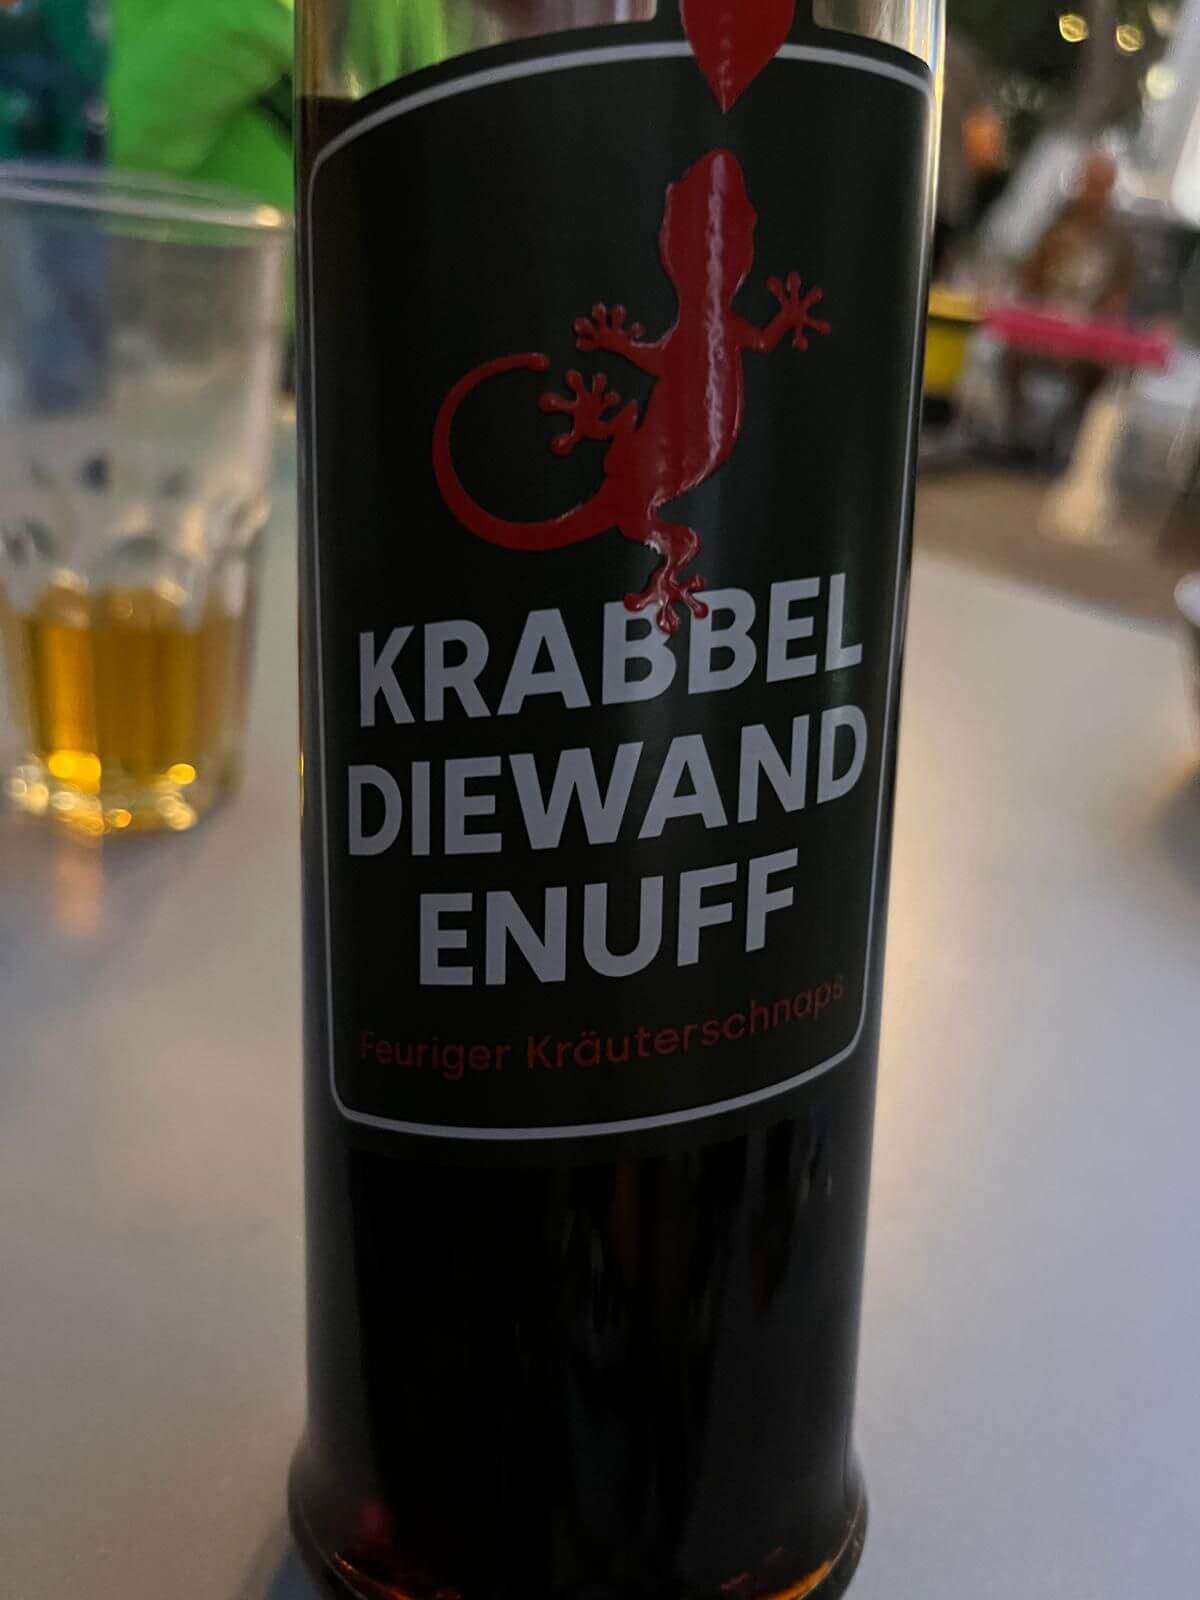 KRABBEL
DIEWAND
ENUFF
Feuriger Kräuterschnaps